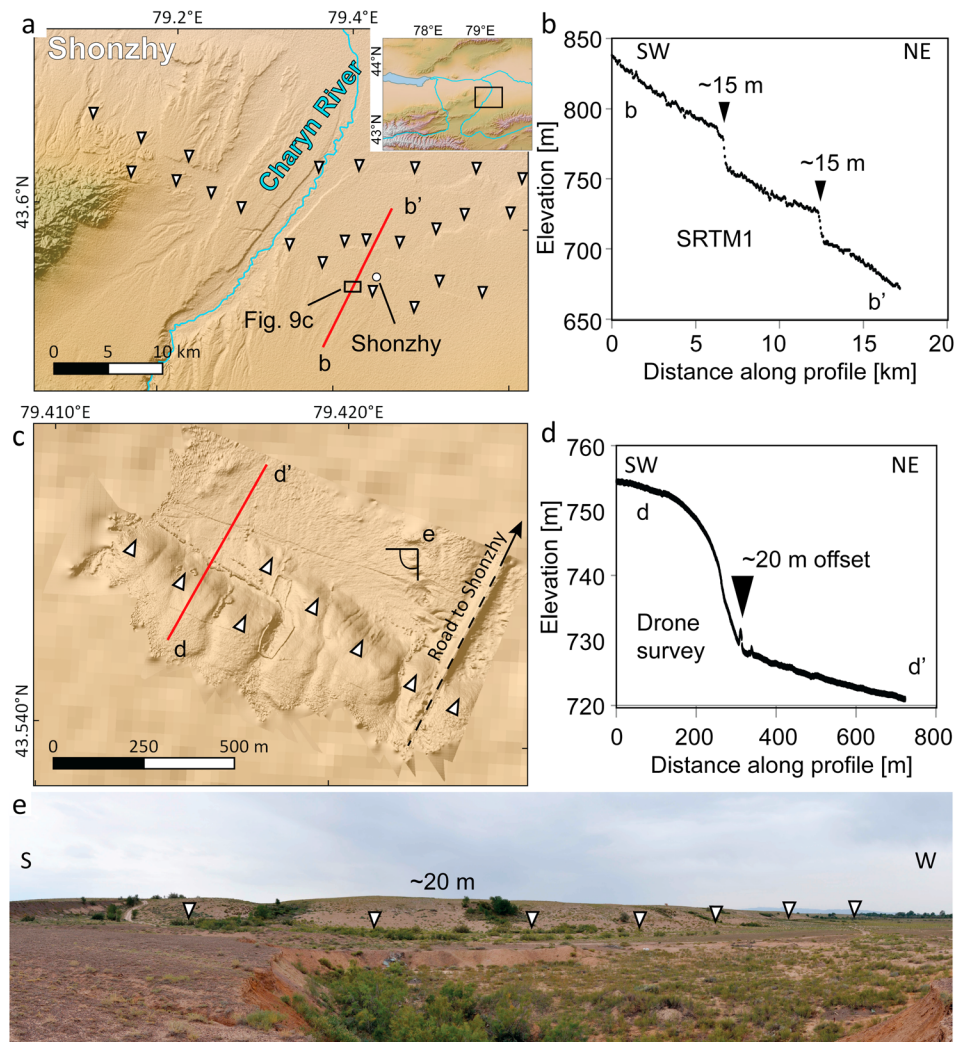 a
79.2°E
79.4°E
Shonzhy
Charyn River
78°E
79°E
44°N
43°N
43.6°N
b'
Fig. 9c
Shonzhy
b
0
5
10 km
b
850
800
750
700
650
Elevation [m]
SW
NE
b
~15 m
~15 m
SRTM1
b'
0
5
10
15
20
Distance along profile [km]
c
79.410°E
79.420°E
43.540°N
d'
d
e
Road to Shonzhy
0
250
500 m
d
760
750
740
730
720
Elevation [m]
SW
NE
d
~20 m offset
Drone
survey
d'
0
200
400
600
800
Distance along profile [m]
e
S
~20 m
W